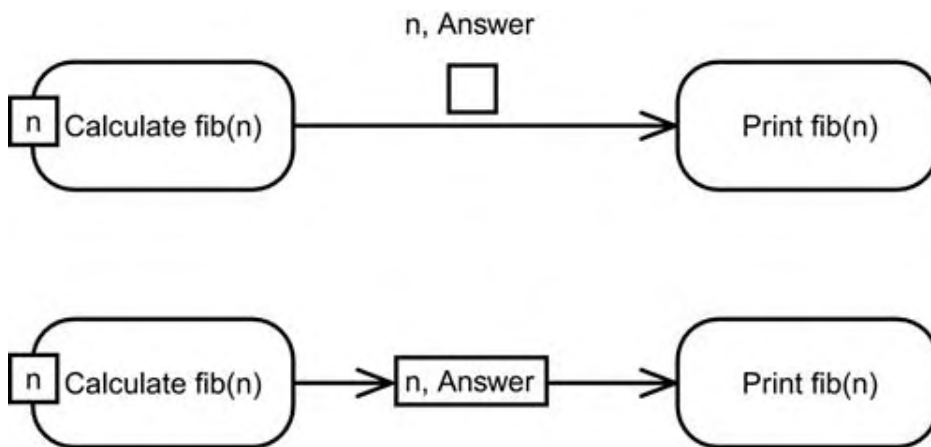 n, Answer
n Calculate fib(n)
Print fib(n)
n Calculate fib(n)
n, Answer
Print fib(n)